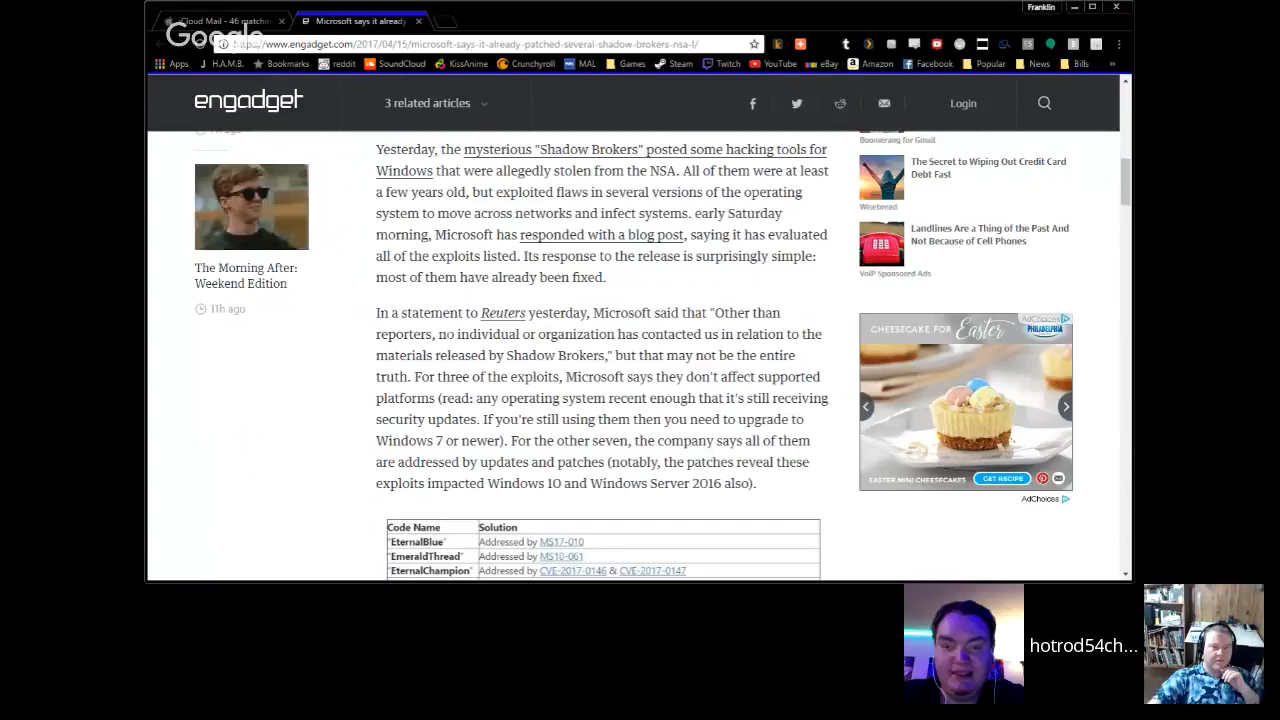 Google
Franklin
iCloud Mail - 46 matchin
Microsoft says it already
https://www.engadget.com/2017/04/15/microsoft-says-it-already-patched-several-shadow-brokers-nsa-l/
Apps
J.H.A.M.B.
Bookmarks
reddit
SoundCloud
KissAnime
Crunchyroll
MAL
Games
Steam
Twitch
YouTube
eBay
Amazon
Facebook
Popular
News
Bills
engadget
3 related articles
Login
The Morning After:
Weekend Edition
11h ago
Yesterday, the mysterious "Shadow Brokers" posted some hacking tools for
Windows that were allegedly stolen from the NSA. All of them were at least
a few years old, but exploited flaws in several versions of the operating
system to move across networks and infect systems. early Saturday
morning, Microsoft has responded with a blog post, saying it has evaluated
all of the exploits listed. Its response to the release is surprisingly simple:
most of them have already been fixed.
In a statement to Reuters yesterday, Microsoft said that "Other than
reporters, no individual or organization has contacted us in relation to the
materials released by Shadow Brokers," but that may not be the entire
truth. For three of the exploits, Microsoft says they don't affect supported
platforms (read: any operating system recent enough that it's still receiving
security updates. If you're still using them then you need to upgrade to
Windows 7 or newer). For the other seven, the company says all of them
are addressed by updates and patches (notably, the patches reveal these
exploits impacted Windows 10 and Windows Server 2016 also).
Code Name Solution
"EternalBlue" Addressed by MS17-010
"EmeraldThread" Addressed by MS10-061
"EternalChampion" Addressed by CVE-2017-0146 & CVE-2017-0147
Boomerang for Gmail
The Secret to Wiping Out Credit Card
Debt Fast
Wisebread
Landlines Are a Thing of the Past And
Not Because of Cell Phones
VoIP Sponsored Ads
AdChoices
CHEESECAKE FOR Easter
PHILADELPHIA
EASTER MINI CHEESECAKES
GET RECIPE
AdChoices
hotrod54ch...